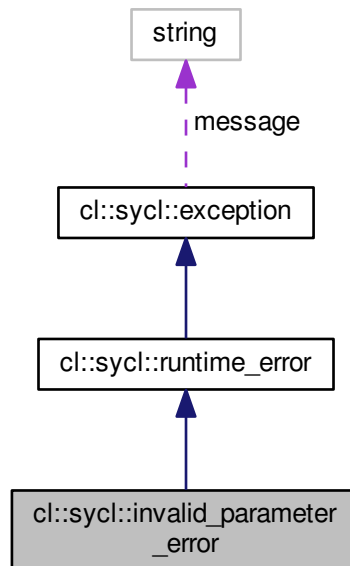 string
message
cl::sycl::exception
cl::sycl::runtime_error
cl::sycl::invalid_parameter
_error